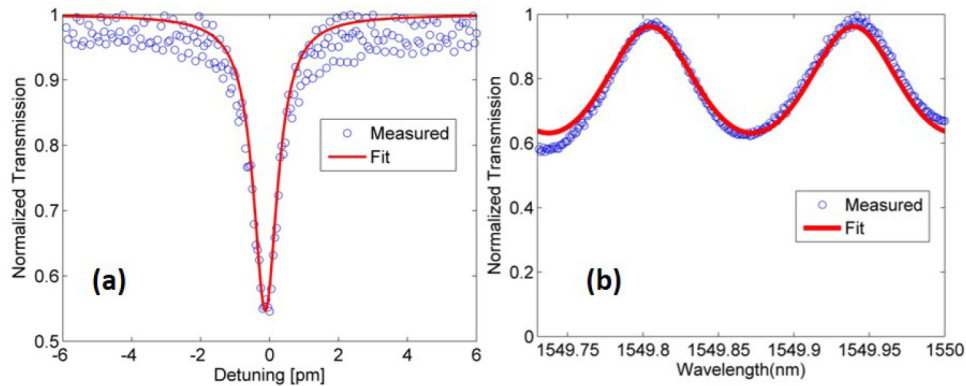 1
0.9
0.8
0.7
0.6
0.5
Normalized Transmission
-6
-4
-2
0
2
4
6
Detuning [pm]
Measured
Fit
(a)
1
0.8
0.6
0.4
0.2
0
Normalized Transmission
1549.75
1549.8
1549.85
1549.9
1549.95
1550
Wavelength(nm)
Measured
Fit
(b)